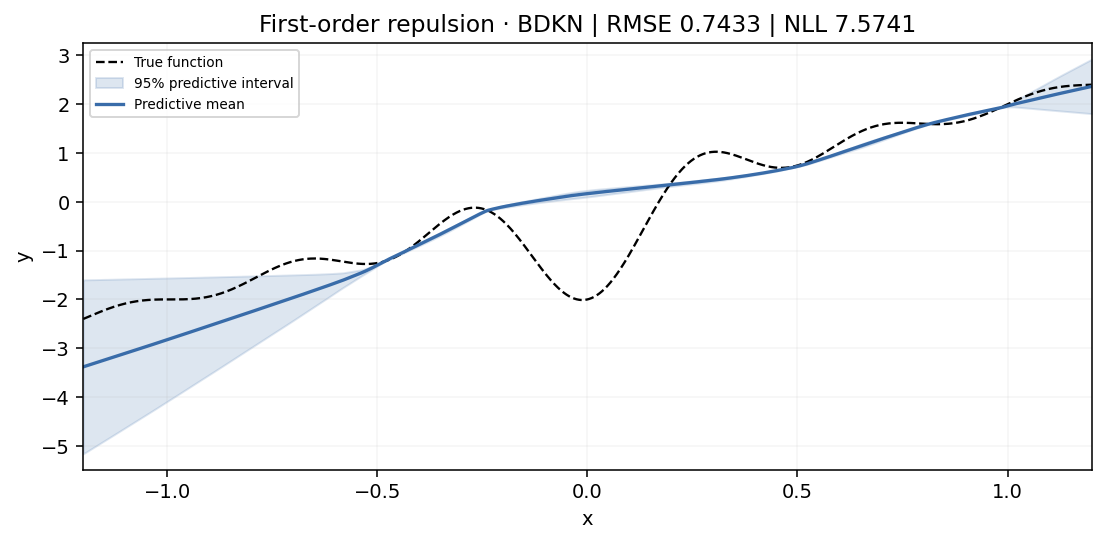 First-order repulsion · BDKN | RMSE 0.7433 | NLL 7.5741
True function
95% predictive interval
Predictive mean
3
2
1
0
−1
−2
−3
−4
−5
y
−1.0
−0.5
0.0
0.5
1.0
x